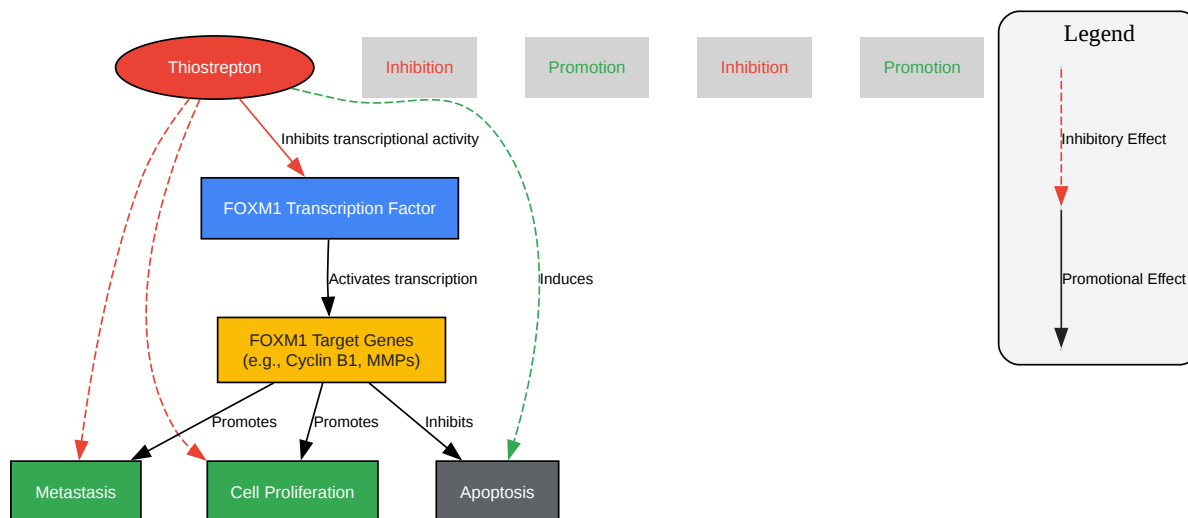 Legend
Thiostrepton
Inhibition
Promotion
Inhibition
Promotion
Inhibits transcriptional activity
Inhibitory Effect
FOXM1 Transcription Factor
Activates transcription
Induces
Promotional Effect
FOXM1 Target Genes
(e.g., Cyclin B1, MMPs)
Promotes
Promotes
Inhibits
Metastasis
Cell Proliferation
Apoptosis